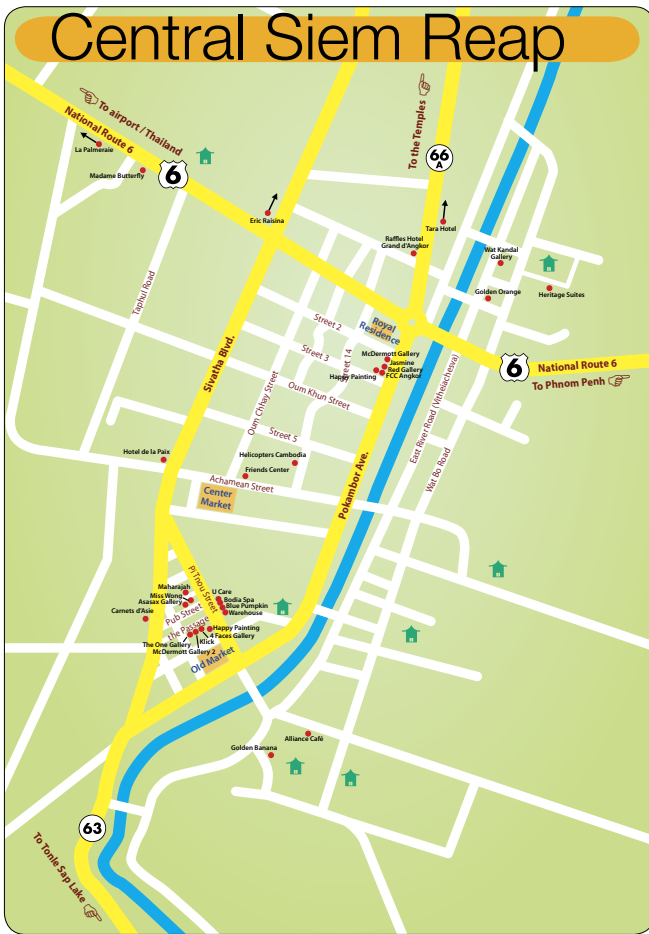 Central Siem Reap
To airport / Thailand
National Route 6
La Palmeraie
Madame Butterfly
6
To the Temples
66
A
Eric Raisina
Tara Hotel
Raffles Hotel
Grand d'Angkor
Wat Kandal
Gallery
Golden Orange
Heritage Suites
Taphul Road
Sivatha Blvd.
Street 2
Royal
Residence
Street 3
Street 14
McDermott Gallery
Jasmine
Red Gallery
FCC Angkor
Happy Painting
6
National Route 6
To Phnom Penh
Oum Khun Street
Oum Chhay Street
Street 5
East River Road (Vitheiachesva)
Wat Bo Road
Pokambor Ave.
Hotel de la Paix
Helicopters Cambodia
Friends Center
Achamean Street
Center
Market
Pi Tnou Street
Maharajah
Miss Wong
Asasax Gallery
Carnets d'Asie
U Care
Bodia Spa
Blue Pumpkin
Warehouse
Pub Street
the Passage
Happy Painting
4 Faces Gallery
Klick
The One Gallery
McDermott Gallery 2
Old Market
Alliance Café
Golden Banana
63
To Tonle Sap Lake